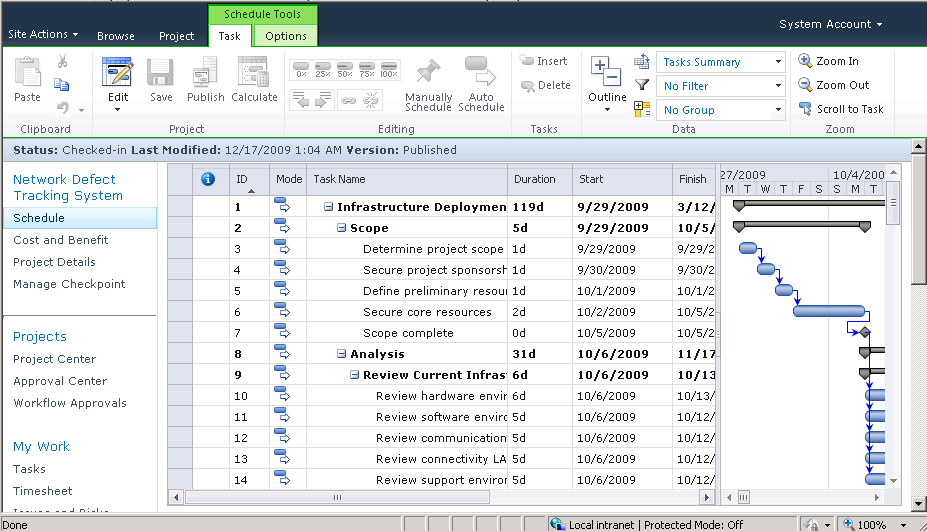 Schedule Tools
Site Actions Browse Project Task Options System Account
Paste Edit Save Publish Calculate
0% 25% 50% 75% 100%
Manually Schedule Auto Schedule
Insert
Delete
Outline
Tasks Summary
No Filter
No Group
Zoom In
Zoom Out
Scroll to Task
Clipboard Project Editing Tasks Data Zoom
Status: Checked-in Last Modified: 12/17/2009 1:04 AM Version: Published
Network Defect
Tracking System
Schedule
Cost and Benefit
Project Details
Manage Checkpoint
Projects
Project Center
Approval Center
Workflow Approvals
My Work
Tasks
Timesheet
Issues and Risks
ID Mode Task Name Duration Start Finish 27/2009 10/4/200
M T W T F S S M T
1 Infrastructure Deploymen 119d 9/29/2009 3/12/
2 Scope 5d 9/29/2009 10/5/
3 Determine project scope 1d 9/29/2009 9/29/2
4 Secure project sponsorsh 1d 9/30/2009 9/30/2
5 Define preliminary resou 1d 10/1/2009 10/1/2
6 Secure core resources 2d 10/2/2009 10/5/2
7 Scope complete 0d 10/5/2009 10/5/2
8 Analysis 31d 10/6/2009 11/17
9 Review Current Infras 6d 10/6/2009 10/13
10 Review hardware envir 6d 10/6/2009 10/13/
11 Review software enviro 5d 10/6/2009 10/12/
12 Review communication 5d 10/6/2009 10/12/
13 Review connectivity LA 5d 10/6/2009 10/12/
14 Review support enviro 5d 10/6/2009 10/12/
Done Local intranet | Protected Mode: Off 100%